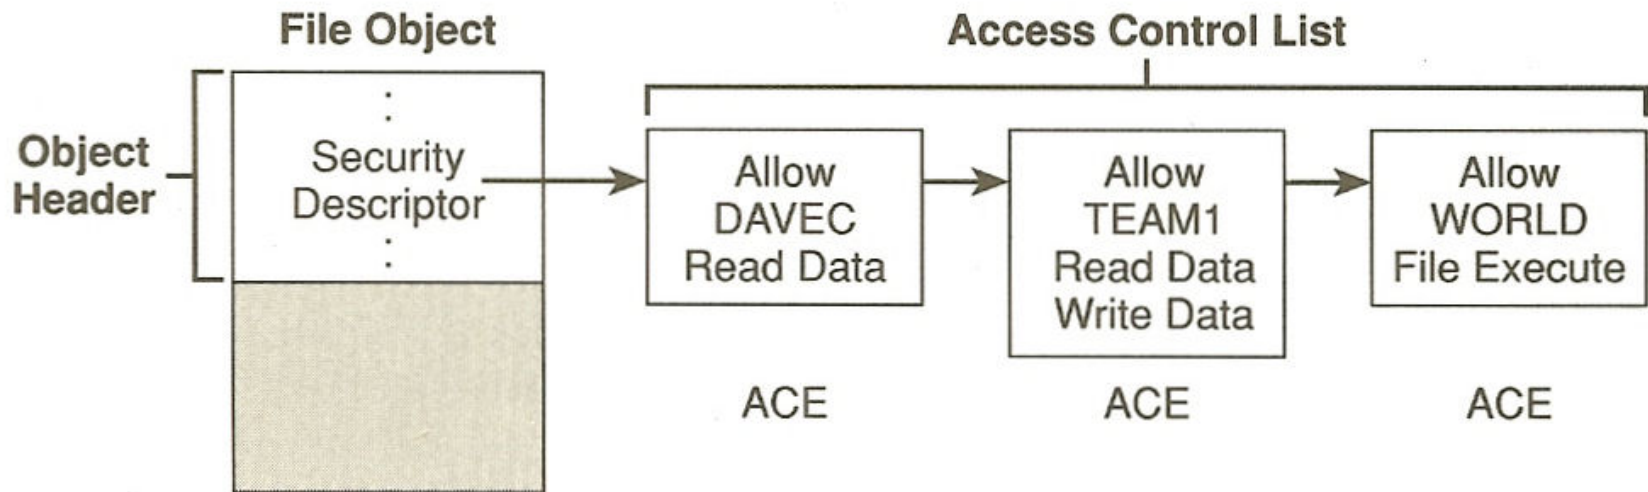 File Object
Access Control List
Object
Header
Security
Descriptor
Allow
DAVEC
Read Data
Allow
TEAM1
Read Data
Write Data
Allow
WORLD
File Execute
ACE
ACE
ACE